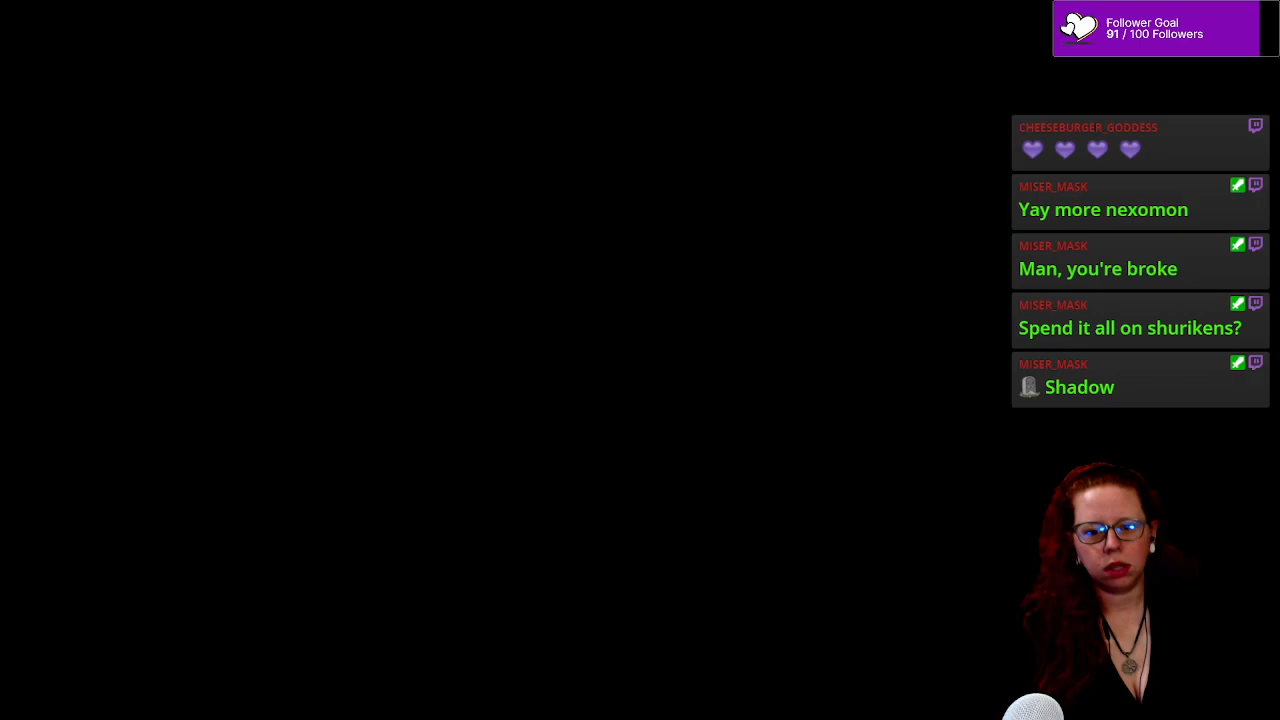 Follower Goal
91 / 100 Followers
CHEESEBURGER_GODDESS
MISER_MASK
Yay more nexomon
MISER_MASK
Man, you're broke
MISER_MASK
Spend it all on shurikens?
MISER_MASK
Shadow